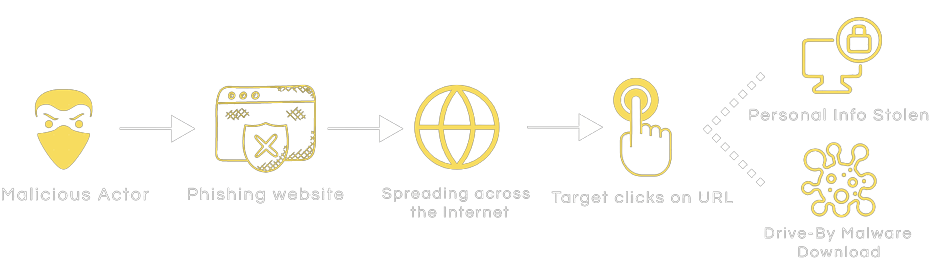 Malicious Actor
Phishing website
Spreading across
the Internet
Target clicks on URL
Personal Info Stolen
Drive-By Malware
Download